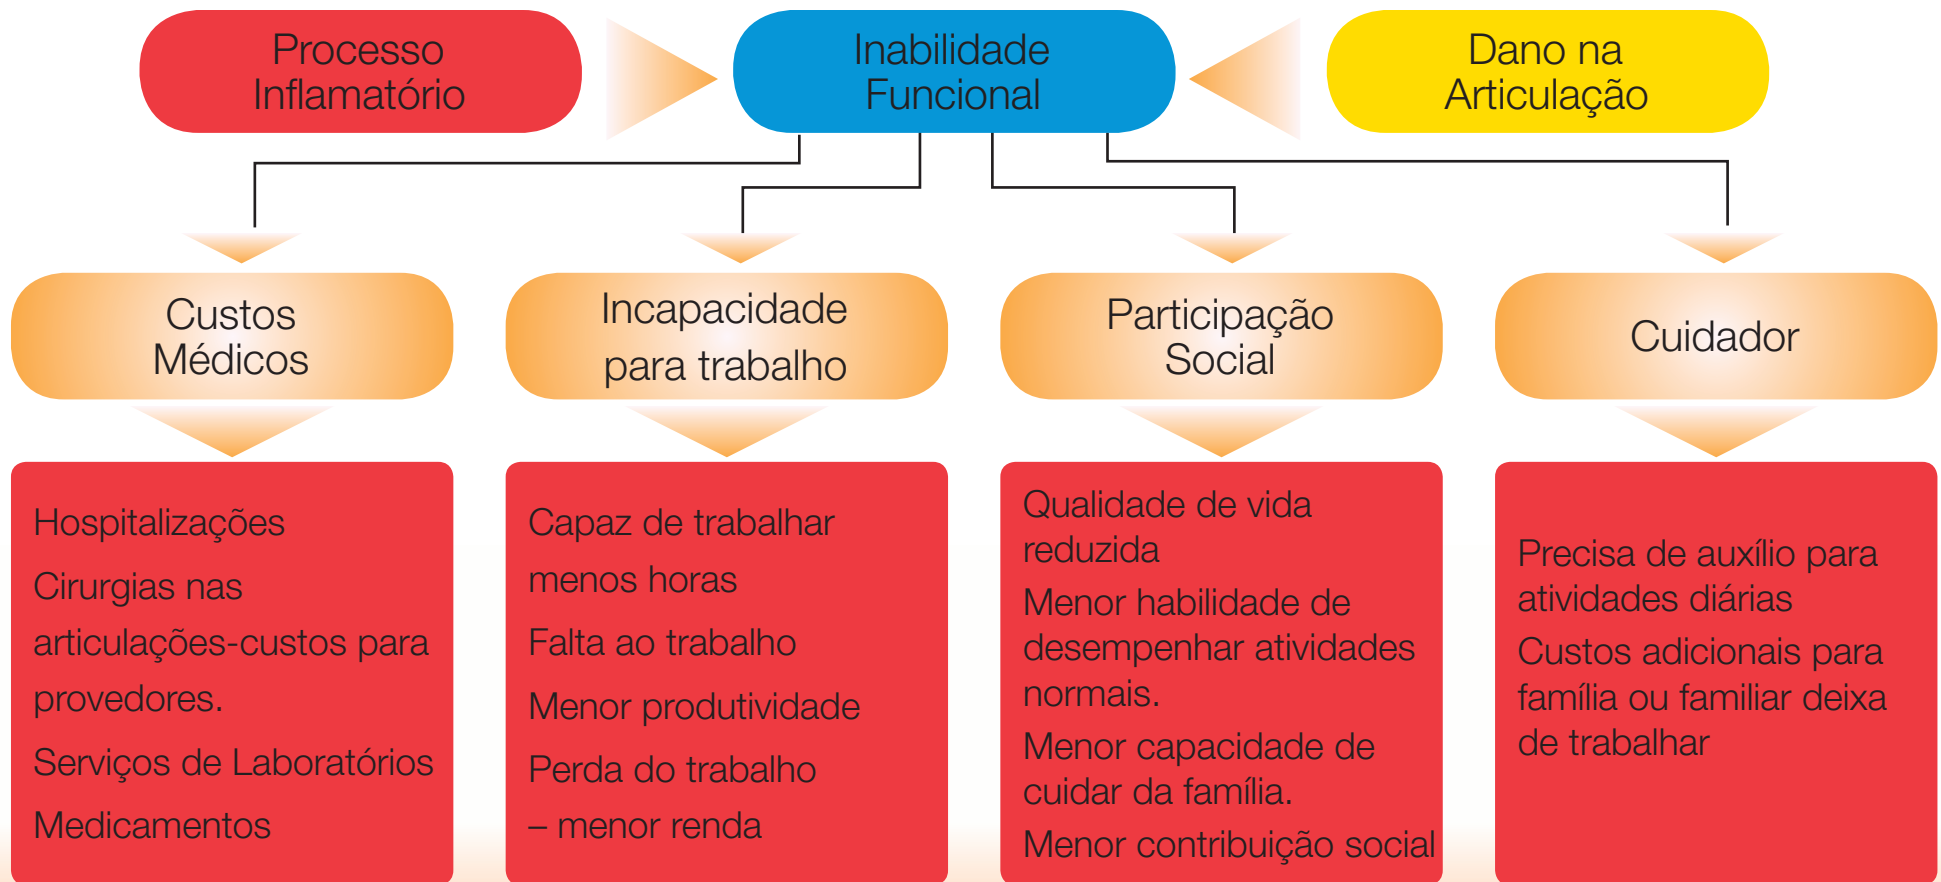 Processo
Inflamatório
Inabilidade
Funcional
Dano na
Articulação
Custos
Médicos
Incapacidade
para trabalho
Participação
Social
Cuidador
Hospitalizações
Cirurgias nas
articulações-custos para
provedores.
Serviços de Laboratórios
Medicamentos
Capaz de trabalhar
menos horas
Falta ao trabalho
Menor produtividade
Perda do trabalho
– menor renda
Qualidade de vida
reduzida
Menor habilidade de
desempenhar atividades
normais.
Menor capacidade de
cuidar da família.
Menor contribuição social
Precisa de auxílio para
atividades diárias
Custos adicionais para
família ou familiar deixa
de trabalhar